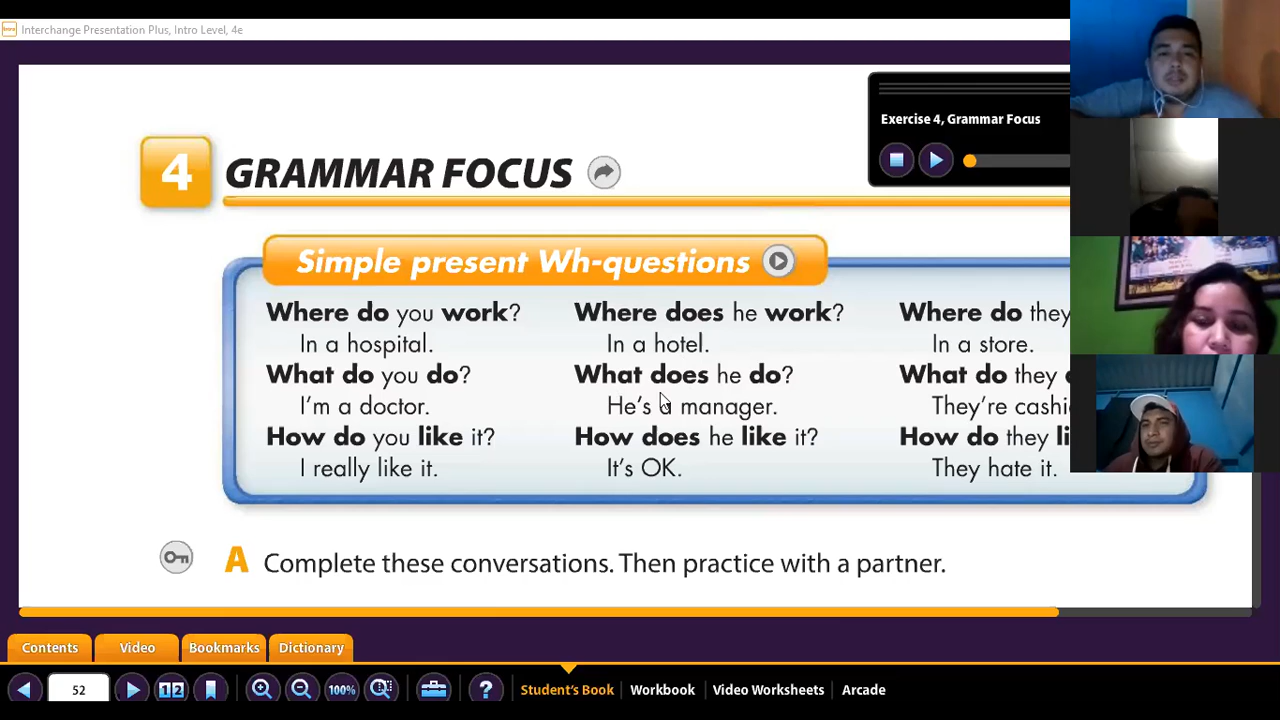 Interchange Presentation Plus, Intro Level, 4e
Exercise 4, Grammar Focus
4 GRAMMAR FOCUS
Simple present Wh-questions
Where do you work? Where does he work? Where do they
In a hospital. In a hotel. In a store.
What do you do? What does he do? What do they
I'm a doctor. He's a manager. They're
How do you like it? How does he like it? How do they
I really like it. It's OK. They hate it.
A Complete these conversations. Then practice with a partner.
Contents Video Bookmarks Dictionary
52 1 2 100% ? Student's Book Workbook Video Worksheets Arcade